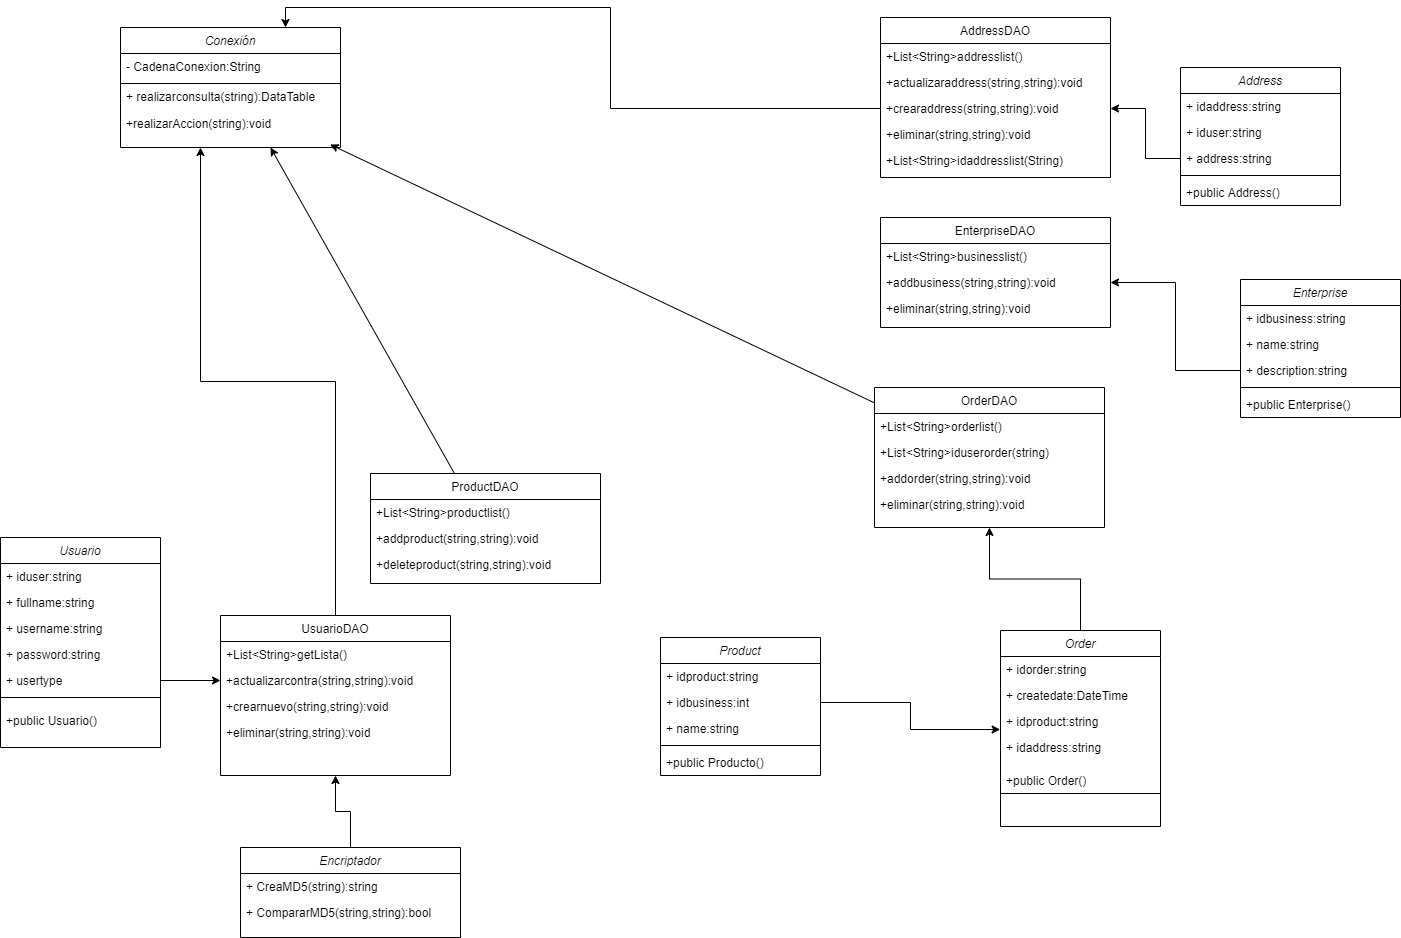 Conexión
- CadenaConexion:String
+ realizarconsulta(string):DataTable
+realizarAccion(string):void
AddressDAO
+List<String>addresslist()
+actualizaraddress(string,string):void
+crearaddress(string,string):void
+eliminar(string,string):void
+List<String>idaddresslist(String)
Address
+ idaddress:string
+ iduser:string
+ address:string
+public Address()
EnterpriseDAO
+List<String>businesslist()
+addbusiness(string,string):void
+eliminar(string,string):void
Enterprise
+ idbusiness:string
+ name:string
+ description:string
+public Enterprise()
OrderDAO
+List<String>orderlist()
+List<String>iduserorder(string)
+addorder(string,string):void
+eliminar(string,string):void
ProductDAO
+List<String>productlist()
+addproduct(string,string):void
+deleteproduct(string,string):void
Usuario
+ iduser:string
+ fullname:string
+ username:string
+ password:string
+ usertype
+public Usuario()
UsuarioDAO
+List<String>getLista()
+actualizarcontra(string,string):void
+crearnuevo(string,string):void
+eliminar(string,string):void
Product
+ idproduct:string
+ idbusiness:int
+ name:string
+public Producto()
Order
+ idorder:string
+ createdate:DateTime
+ idproduct:string
+ idaddress:string
+public Order()
Encriptador
+ CreaMD5(string):string
+ CompararMD5(string,string):bool